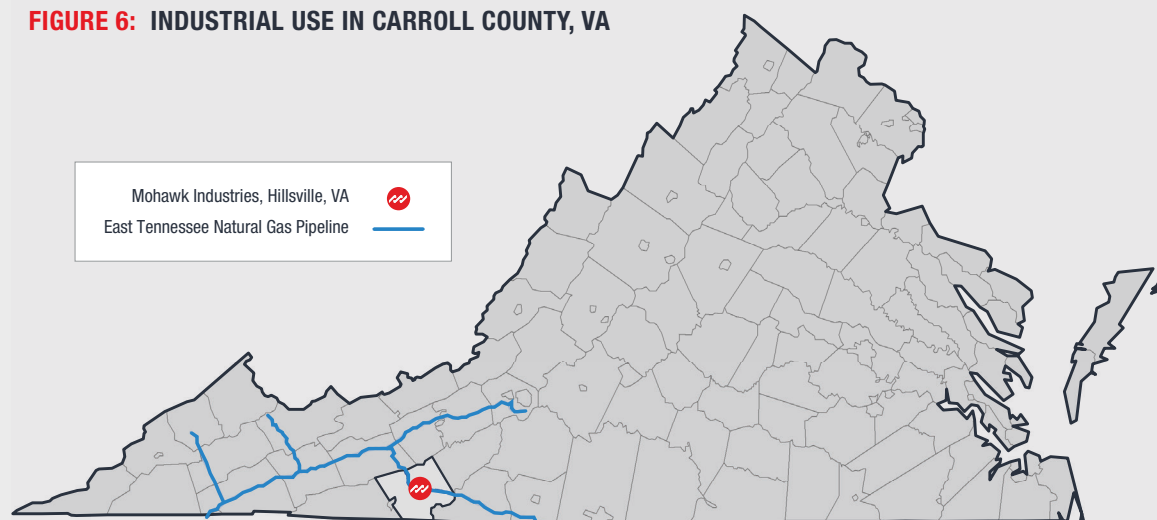 FIGURE 6: INDUSTRIAL USE IN CARROLL COUNTY, VA
Mohawk Industries, Hillsville, VA
East Tennessee Natural Gas Pipeline